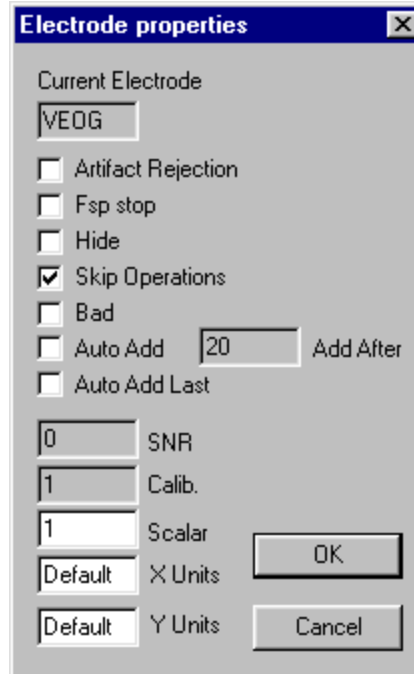 Electrode properties
Current Electrode
VEOG
Artifact Rejection
Fsp stop
Hide
Skip Operations
Bad
Auto Add 20 Add After
Auto Add Last
0 SNR
1 Calib.
1 Scalar
OK
Default X Units
Default Y Units
Cancel